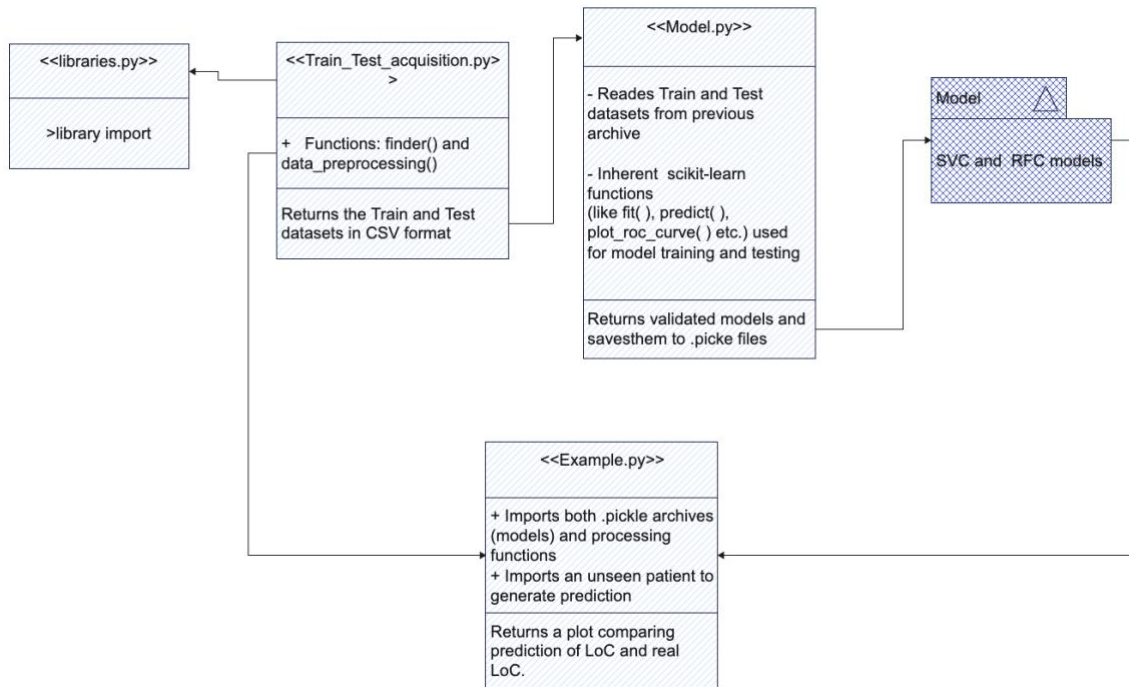 <<libraries.py>>
>library import
<<Train_Test_acquisition.py>
>
+ Functions: finder() and
data_preprocessing()
Returns the Train and Test
datasets in CSV format
<<Model.py>>
- Reades Train and Test
datasets from previous
archive
- Inherent scikit-learn
functions
(like fit( ), predict( ),
plot_roc_curve( ) etc.) used
for model training and testing
Returns validated models and
savesthem to .picke files
Model
SVC and RFC models
<<Example.py>>
+ Imports both .pickle archives
(models) and processing
functions
+ Imports an unseen patient to
generate prediction
Returns a plot comparing
prediction of LoC and real
LoC.